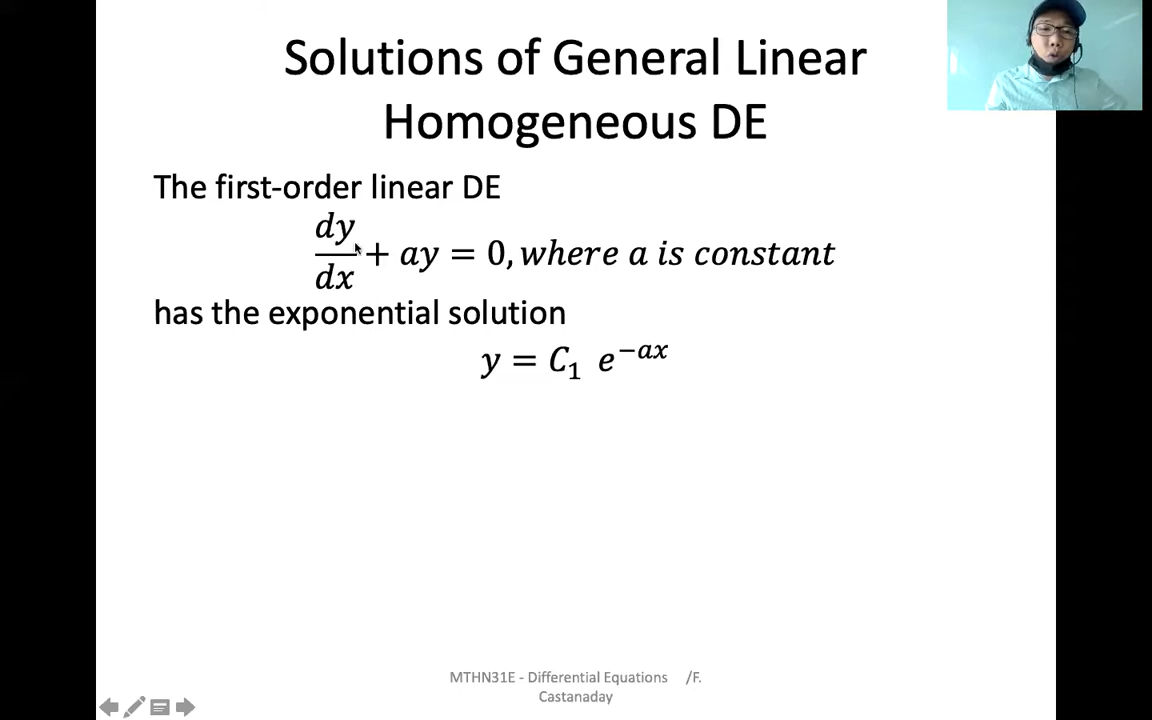 Solutions of General Linear
Homogeneous DE
The first-order linear DE
dy/dx + ay = 0, where a is constant
has the exponential solution
y = C₁ e⁻ᵃˣ
MTHN31E - Differential Equations /F.
Castanaday